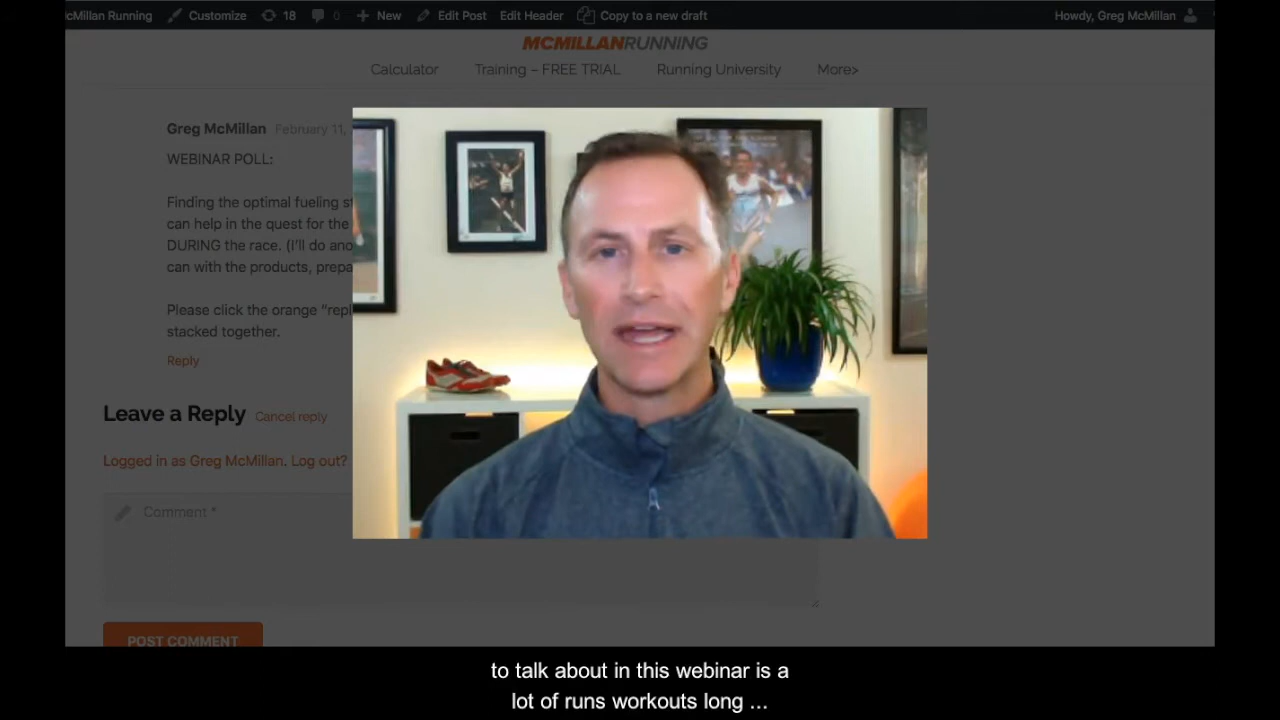 cMillan Running Customize 18 0 New Edit Post Edit Header Copy to a new draft Howdy, Greg McMillan
MCMILLANRUNNING
Calculator Training – FREE TRIAL Running University More>
Greg McMillan February 11,
WEBINAR POLL:
Finding the optimal fueling st
can help in the quest for the
DURING the race. (I'll do ano
can with the products, prepa
Please click the orange "repl
stacked together.
Reply
Leave a Reply Cancel reply
Logged in as Greg McMillan. Log out?
Comment *
POST COMMENT
to talk about in this webinar is a
lot of runs workouts long ...